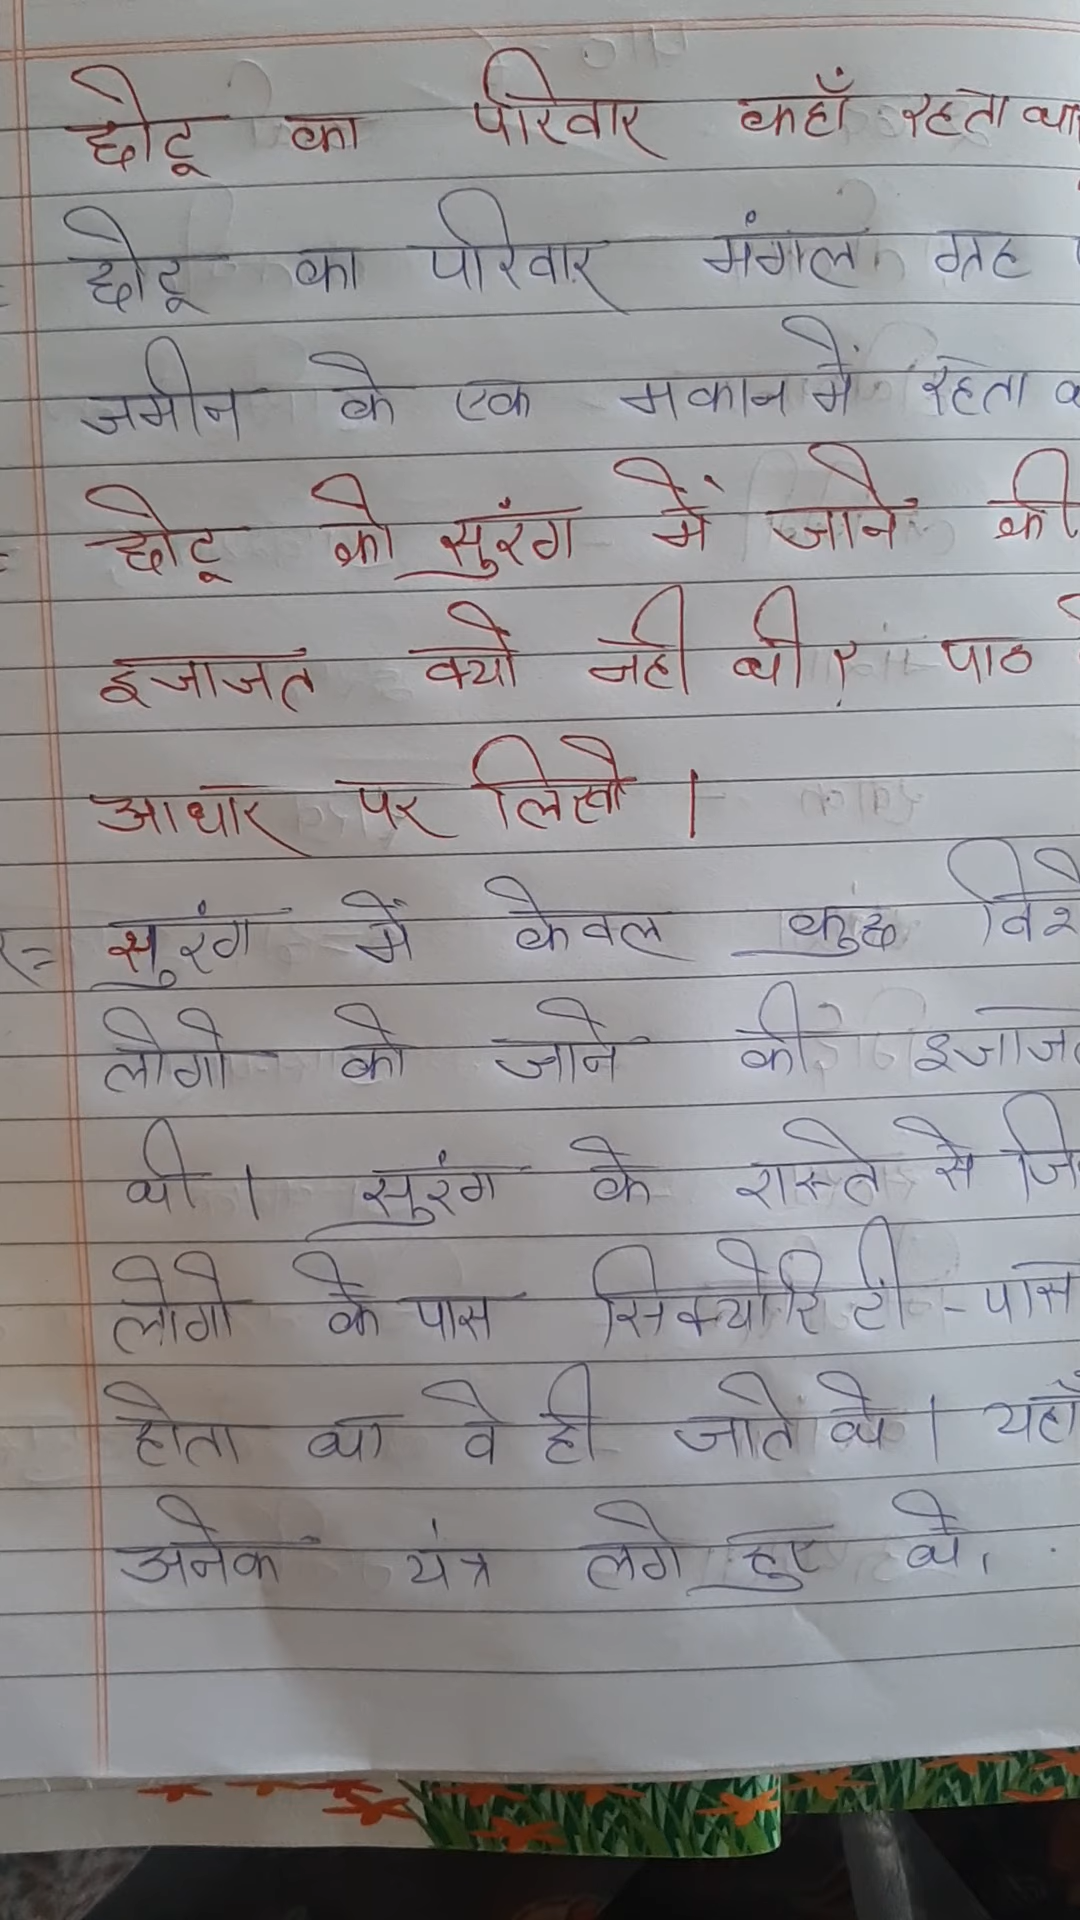 छोटू का परिवार कहाँ रहता था
छोटू का परिवार मंगल ग्रह
जमीन के एक मकान में रहता
छोटू को सुरंग में जाने की
इजाजत क्यों नही थी? पाठ
आधार पर लिखो।
सुरंग में केवल कुछ
लोगो को जाने की इजाजत
थी। सुरंग के रास्ते से
लोगो के पास सिक्योरिटी-पास
होता था वे ही जाते थे। यहाँ
अनेक यंत्र लगे हुए थे।